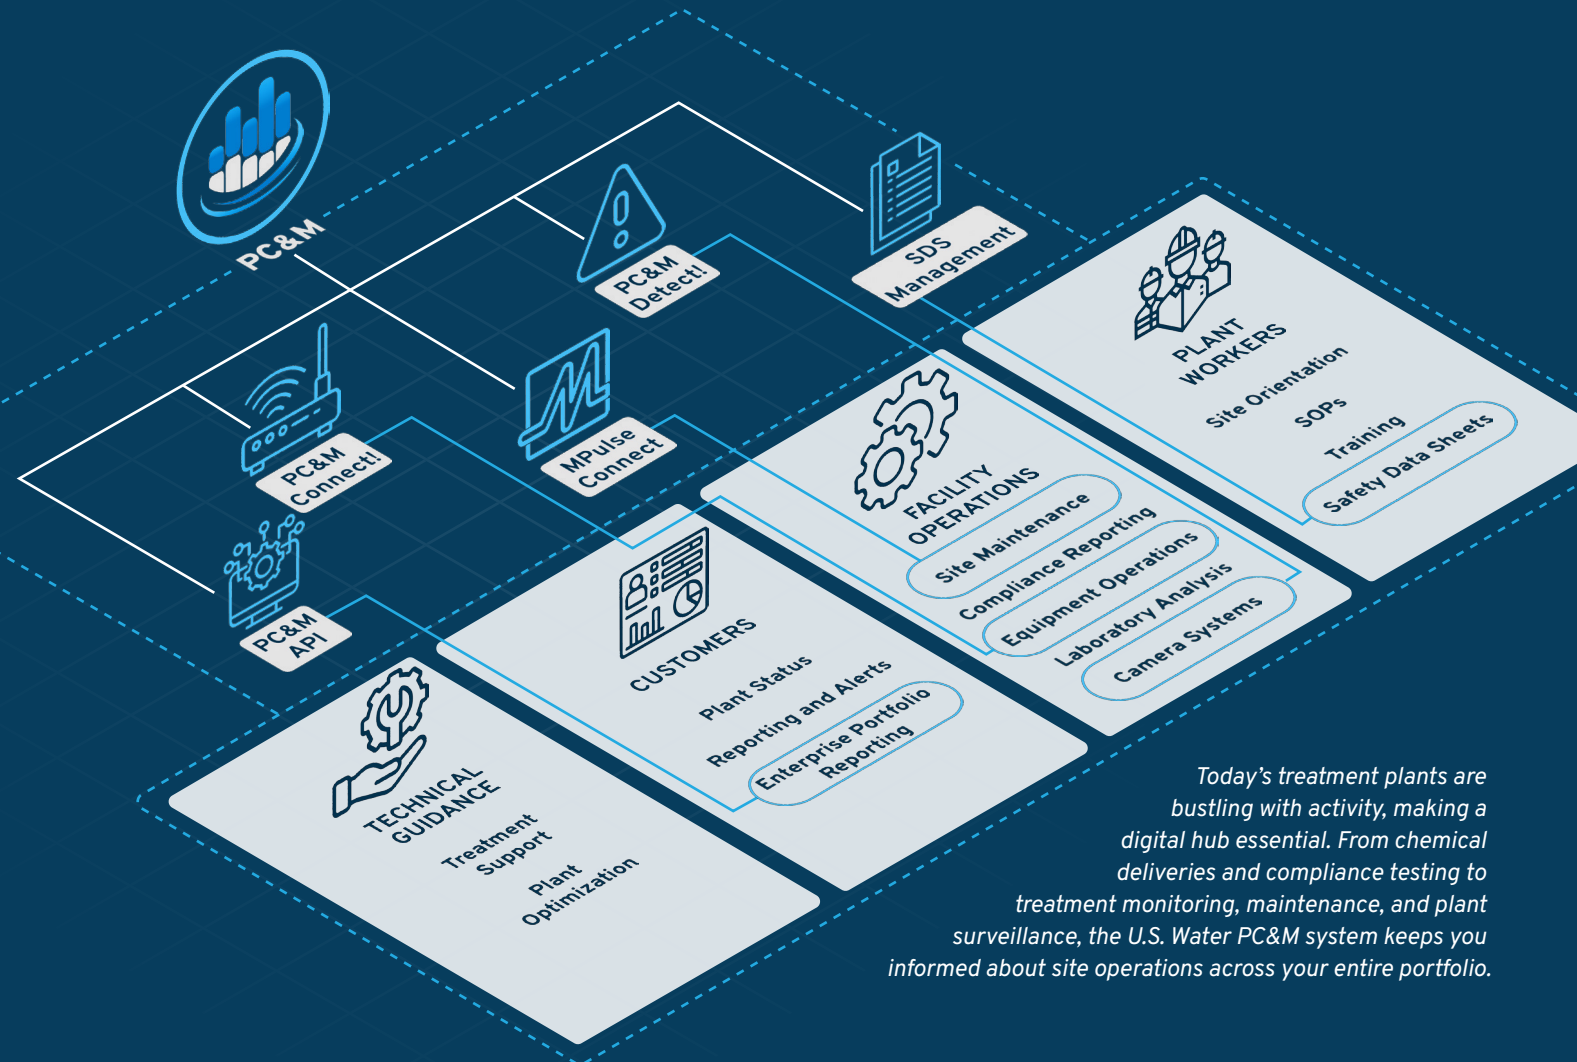 PC&M
PC&M
Detect!
SDS
Management
PC&M
Connect!
MPulse
Connect
PC&M
API
PLANT
WORKERS
Site Orientation
SOPs
Training
Safety Data Sheets
FACILITY
OPERATIONS
Site Maintenance
Compliance Reporting
Equipment Operations
Laboratory Analysis
Camera Systems
CUSTOMERS
Plant Status
Reporting and Alerts
Enterprise Portfolio
Reporting
TECHNICAL
GUIDANCE
Treatment
Support
Plant
Optimization
Today’s treatment plants are
bustling with activity, making a
digital hub essential. From chemical
deliveries and compliance testing to
treatment monitoring, maintenance, and plant
surveillance, the U.S. Water PC&M system keeps you
informed about site operations across your entire portfolio.